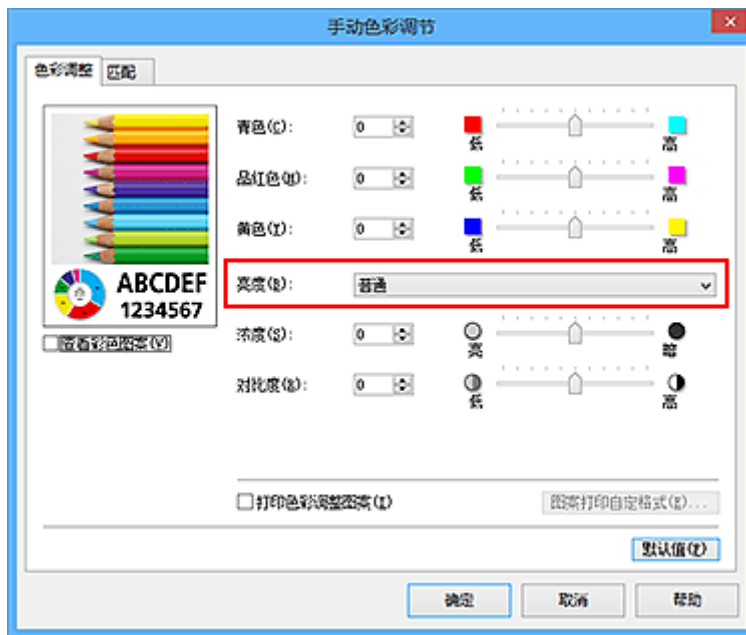 手动色彩调节
色彩调整 匹配
青色(C): 0 低 高
品红色(M): 0 低 高
黄色(Y): 0 低 高
ABCDEF
1234567
亮度(B): 普通
查看彩色图案(V)
浓度(S): 0 亮 暗
对比度(R): 0 低 高
打印色彩调整图案(I) 图案打印自定格式(E)...
默认值(F)
确定 取消 帮助